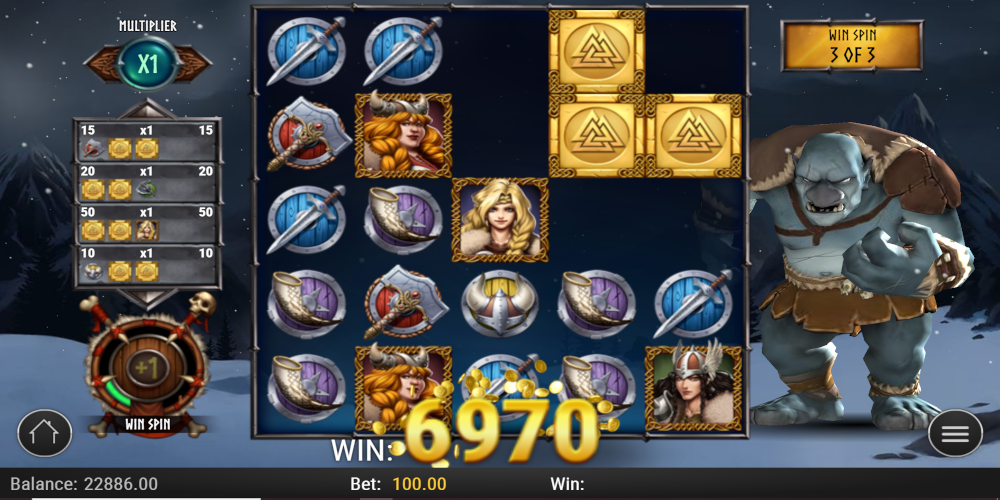 MULTIPLIER
X1
15 x1 15
20 x1 20
50 x1 50
10 x1 10
+1
WIN SPIN
WIN SPIN
3 OF 3
WIN: 6970
Balance: 22886.00 Bet: 100.00 Win: